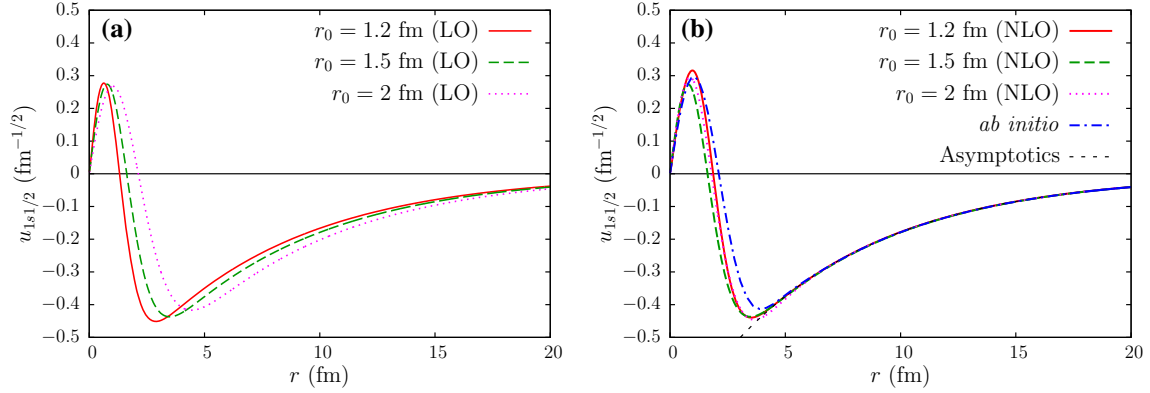 (a)
r₀ = 1.2 fm (LO)
r₀ = 1.5 fm (LO)
r₀ = 2 fm (LO)
u₁ₛ₁/₂ (fm⁻¹/²)
0.5
0.4
0.3
0.2
0.1
0
−0.1
−0.2
−0.3
−0.4
−0.5
0 5 10 15 20
r (fm)
(b)
r₀ = 1.2 fm (NLO)
r₀ = 1.5 fm (NLO)
r₀ = 2 fm (NLO)
ab initio
Asymptotics
u₁ₛ₁/₂ (fm⁻¹/²)
0.5
0.4
0.3
0.2
0.1
0
−0.1
−0.2
−0.3
−0.4
−0.5
0 5 10 15 20
r (fm)